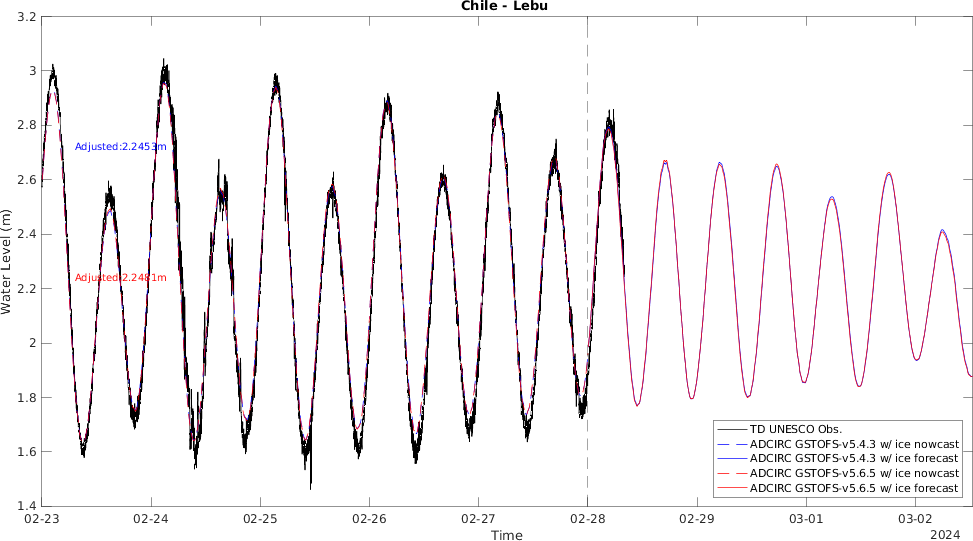 Chile - Lebu
Water Level (m)
3.2
3
2.8
2.6
2.4
2.2
2
1.8
1.6
1.4
Adjusted:2.2453m
Adjusted:2.2481m
TD UNESCO Obs.
ADCIRC GSTOFS-v5.4.3 w/ ice nowcast
ADCIRC GSTOFS-v5.4.3 w/ ice forecast
ADCIRC GSTOFS-v5.6.5 w/ ice nowcast
ADCIRC GSTOFS-v5.6.5 w/ ice forecast
02-23 02-24 02-25 02-26 02-27 02-28 02-29 03-01 03-02
Time
2024